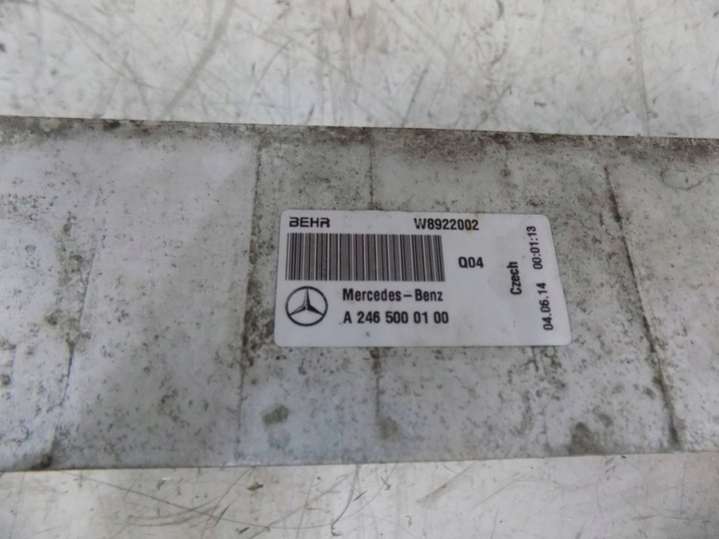 BEHR W8922002
Q04
Mercedes-Benz
A 246 500 01 00
Czech
04.06.14 00:01:13